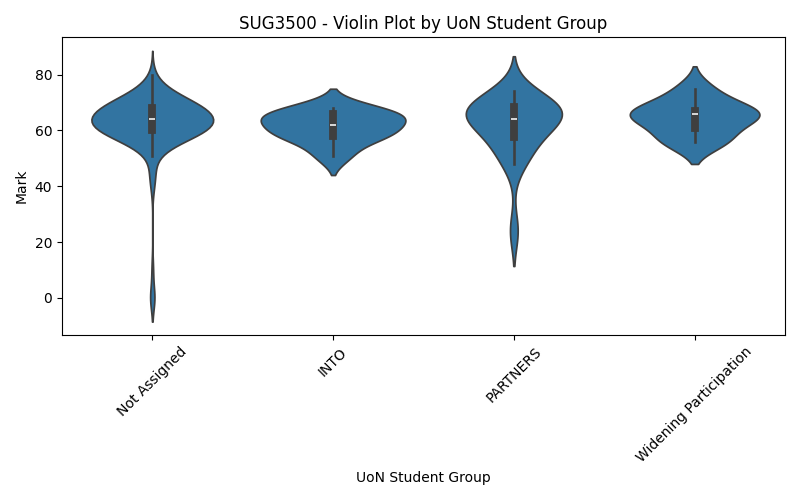 SUG3500 - Violin Plot by UoN Student Group
Mark
80
60
40
20
0
Not Assigned
INTO
PARTNERS
Widening Participation
UoN Student Group